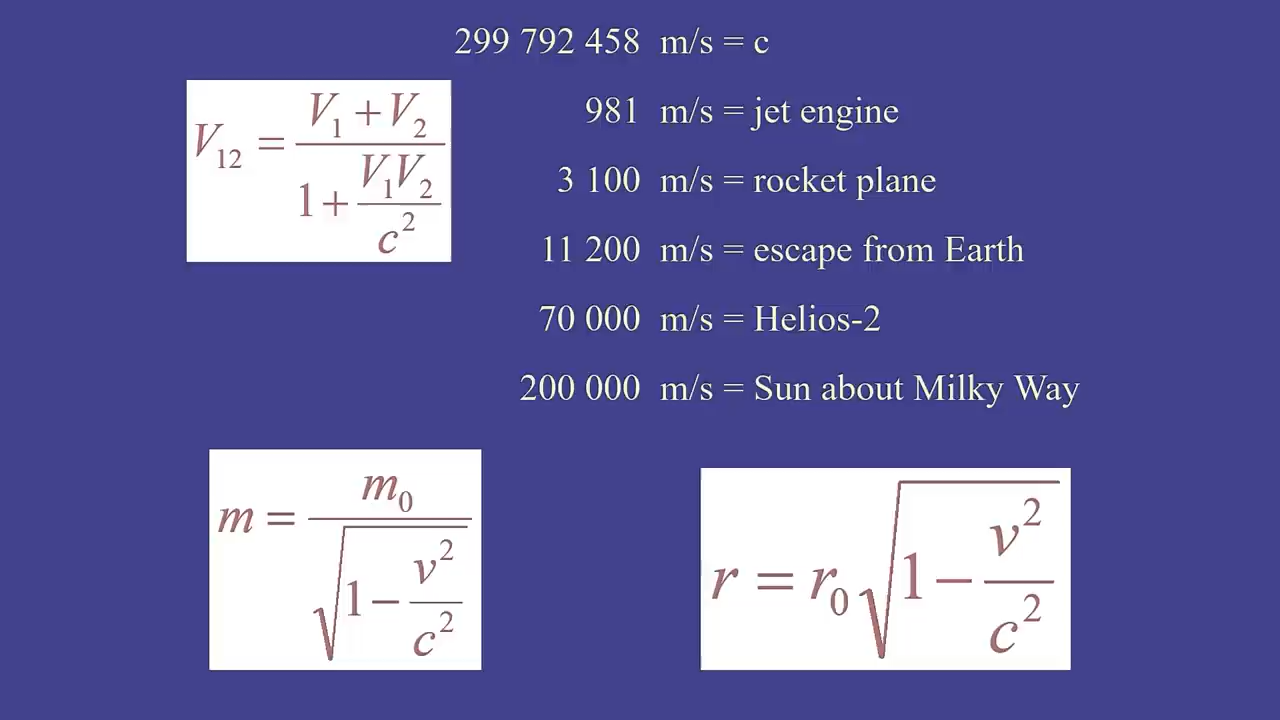 299 792 458 m/s = c
981 m/s = jet engine
3 100 m/s = rocket plane
11 200 m/s = escape from Earth
70 000 m/s = Helios-2
200 000 m/s = Sun about Milky Way
V₁₂ = (V₁ + V₂) / (1 + V₁V₂/c²)
m = m₀ / √(1 − v²/c²)
r = r₀ √(1 − v²/c²)